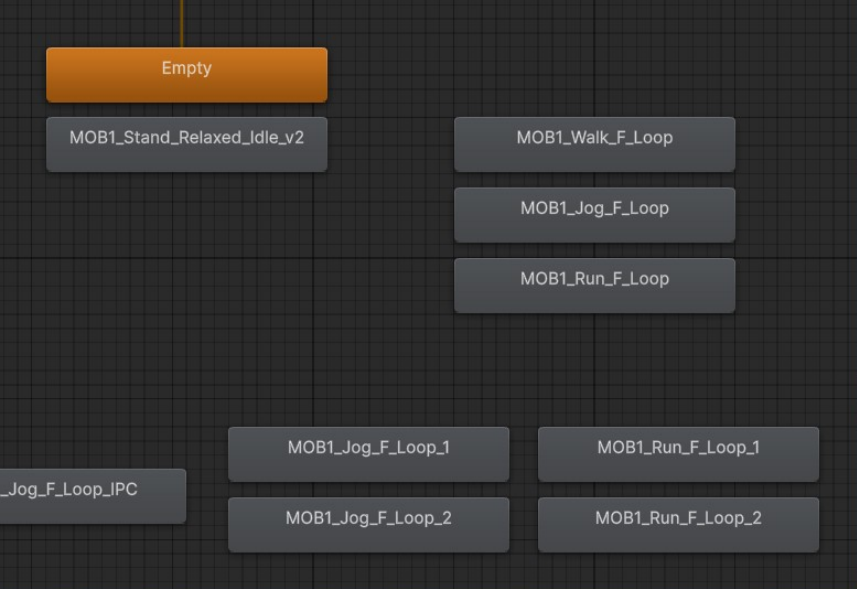 Empty
MOB1_Stand_Relaxed_Idle_v2
MOB1_Walk_F_Loop
MOB1_Jog_F_Loop
MOB1_Run_F_Loop
MOB1_Jog_F_Loop_1
MOB1_Run_F_Loop_1
_Jog_F_Loop_IPC
MOB1_Jog_F_Loop_2
MOB1_Run_F_Loop_2